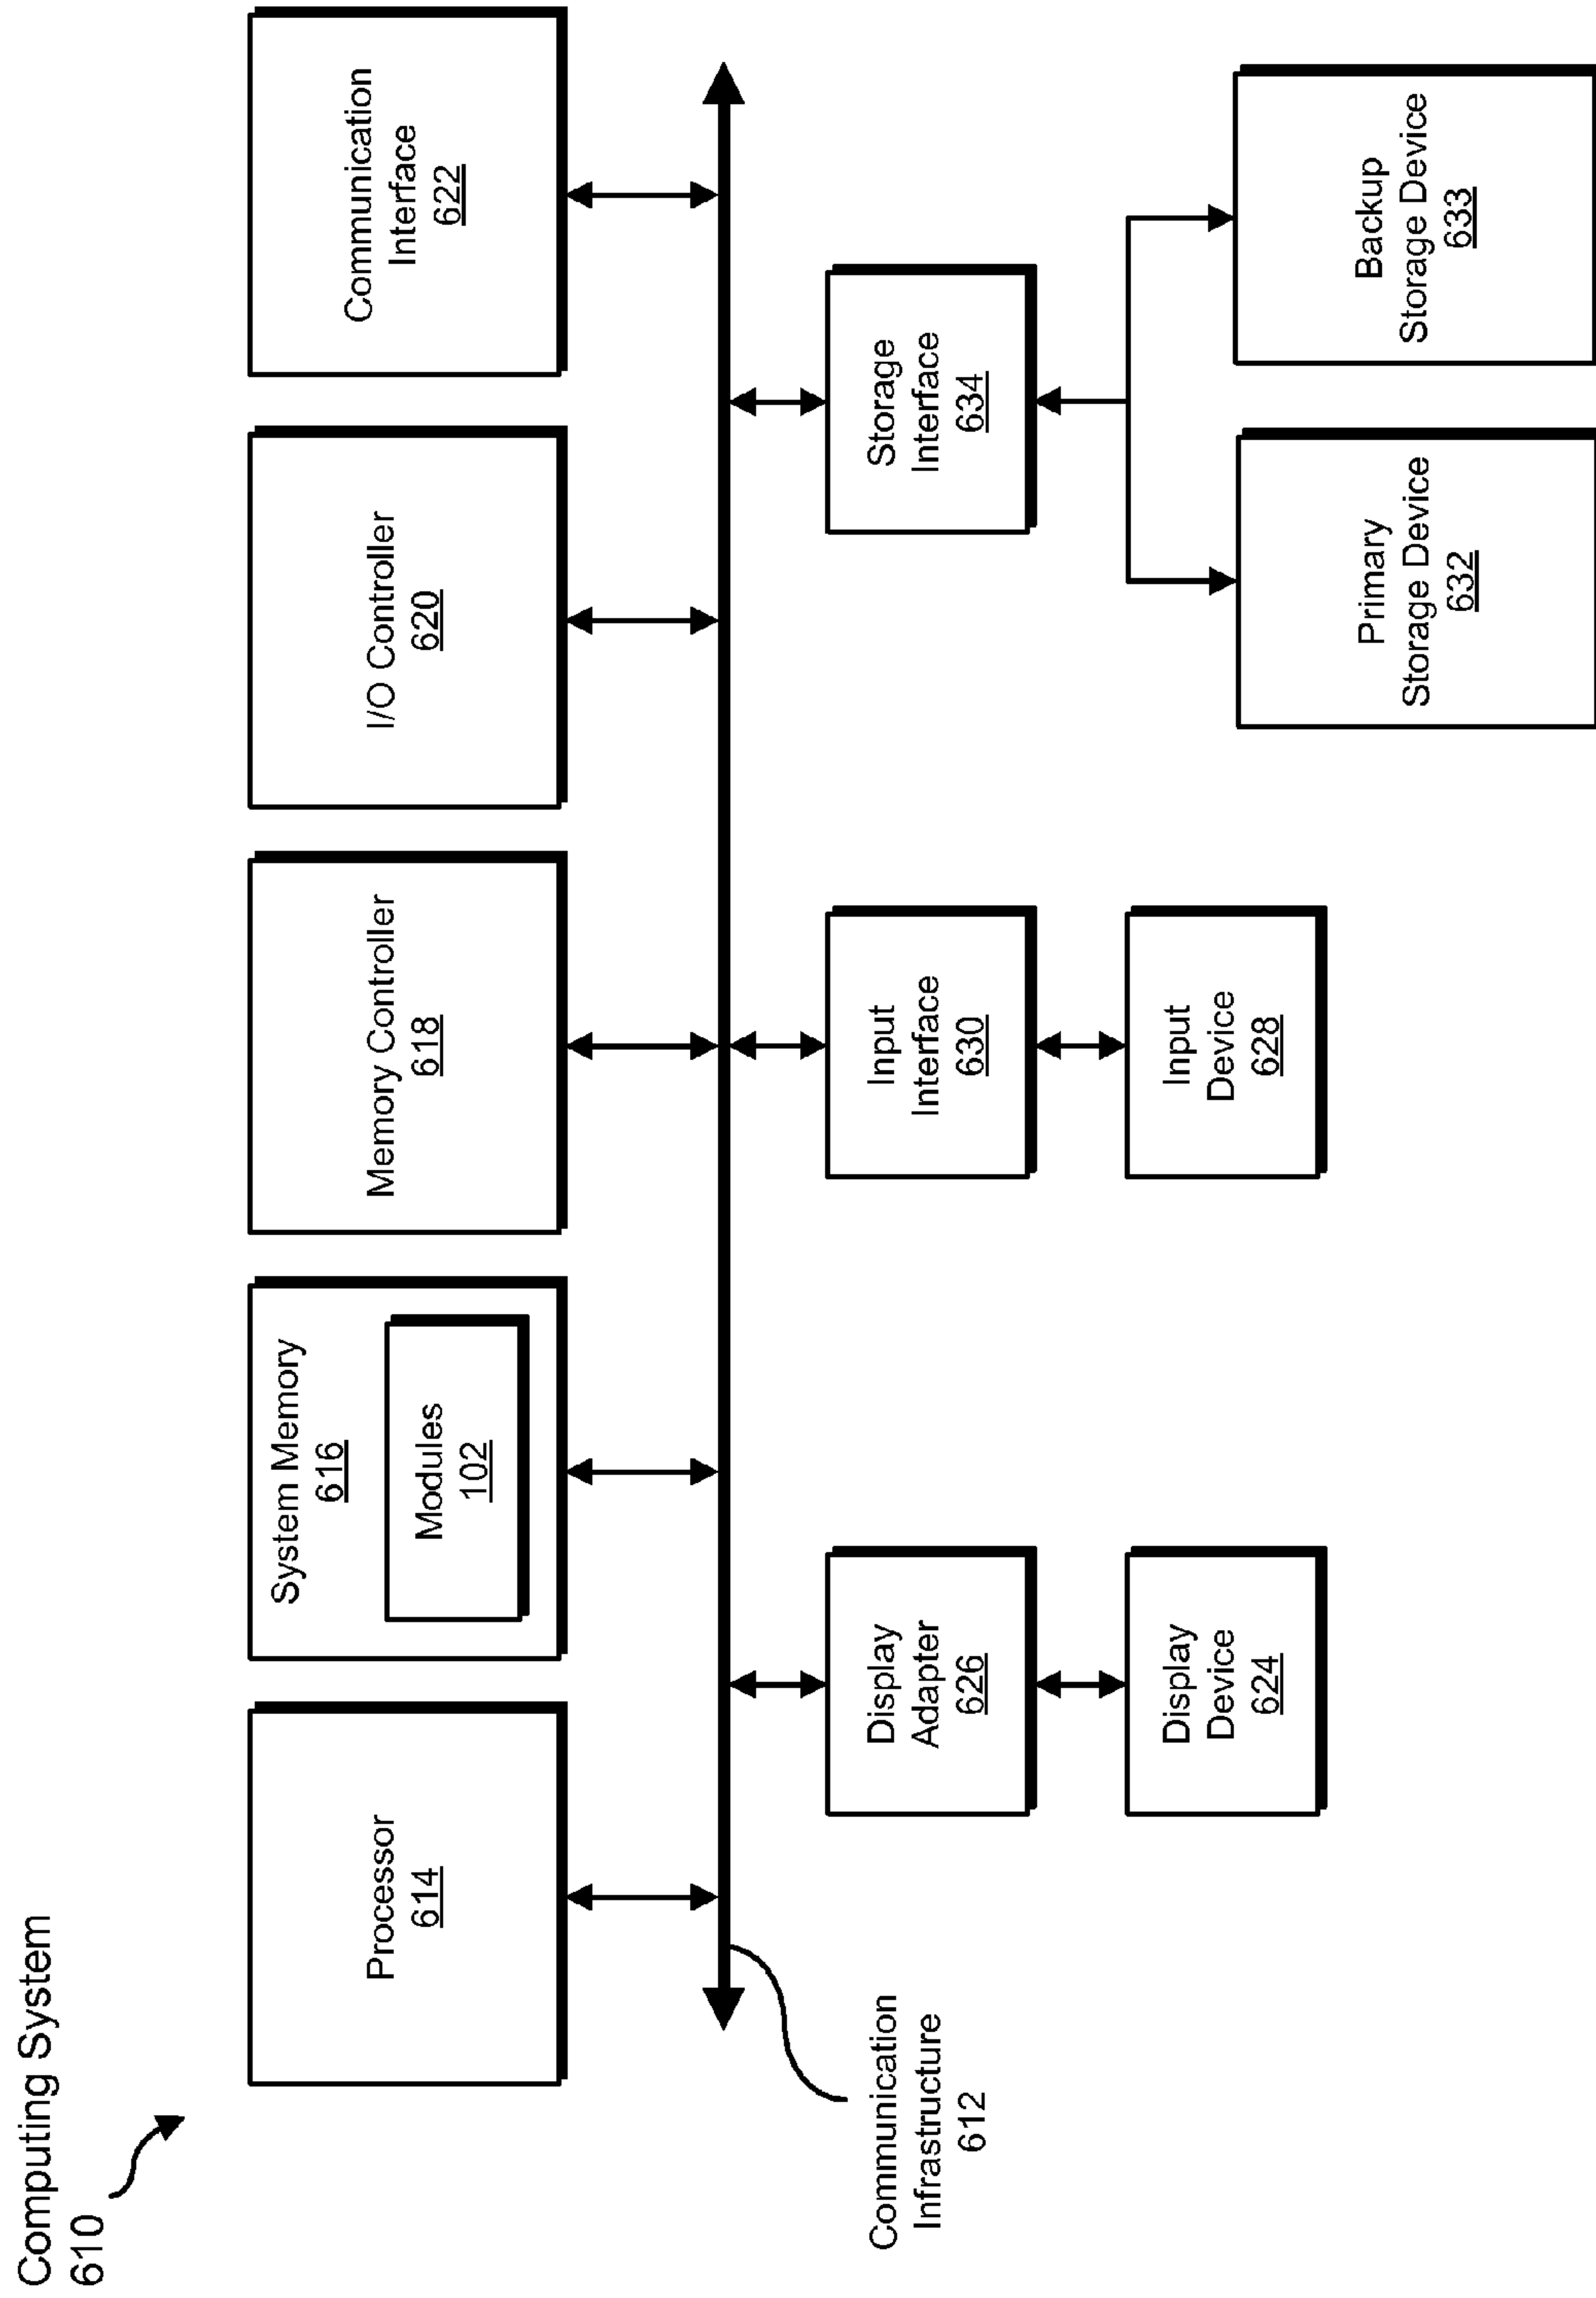 Computing System
610
Processor
614
System Memory
616
Modules
102
Memory Controller
618
I/O Controller
620
Communication
Interface
622
Communication
Infrastructure
612
Display
Adapter
626
Input
Interface
630
Storage
Interface
634
Display
Device
624
Input
Device
628
Primary
Storage Device
632
Backup
Storage Device
633